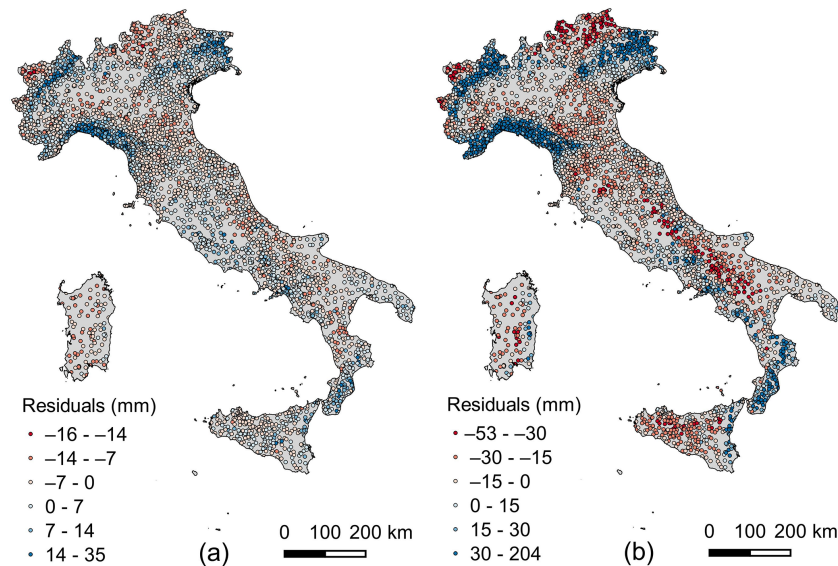 Residuals (mm)
–16 - –14
–14 - –7
–7 - 0
0 - 7
7 - 14
14 - 35
0 100 200 km
(a)
Residuals (mm)
–53 - –30
–30 - –15
–15 - 0
0 - 15
15 - 30
30 - 204
0 100 200 km
(b)